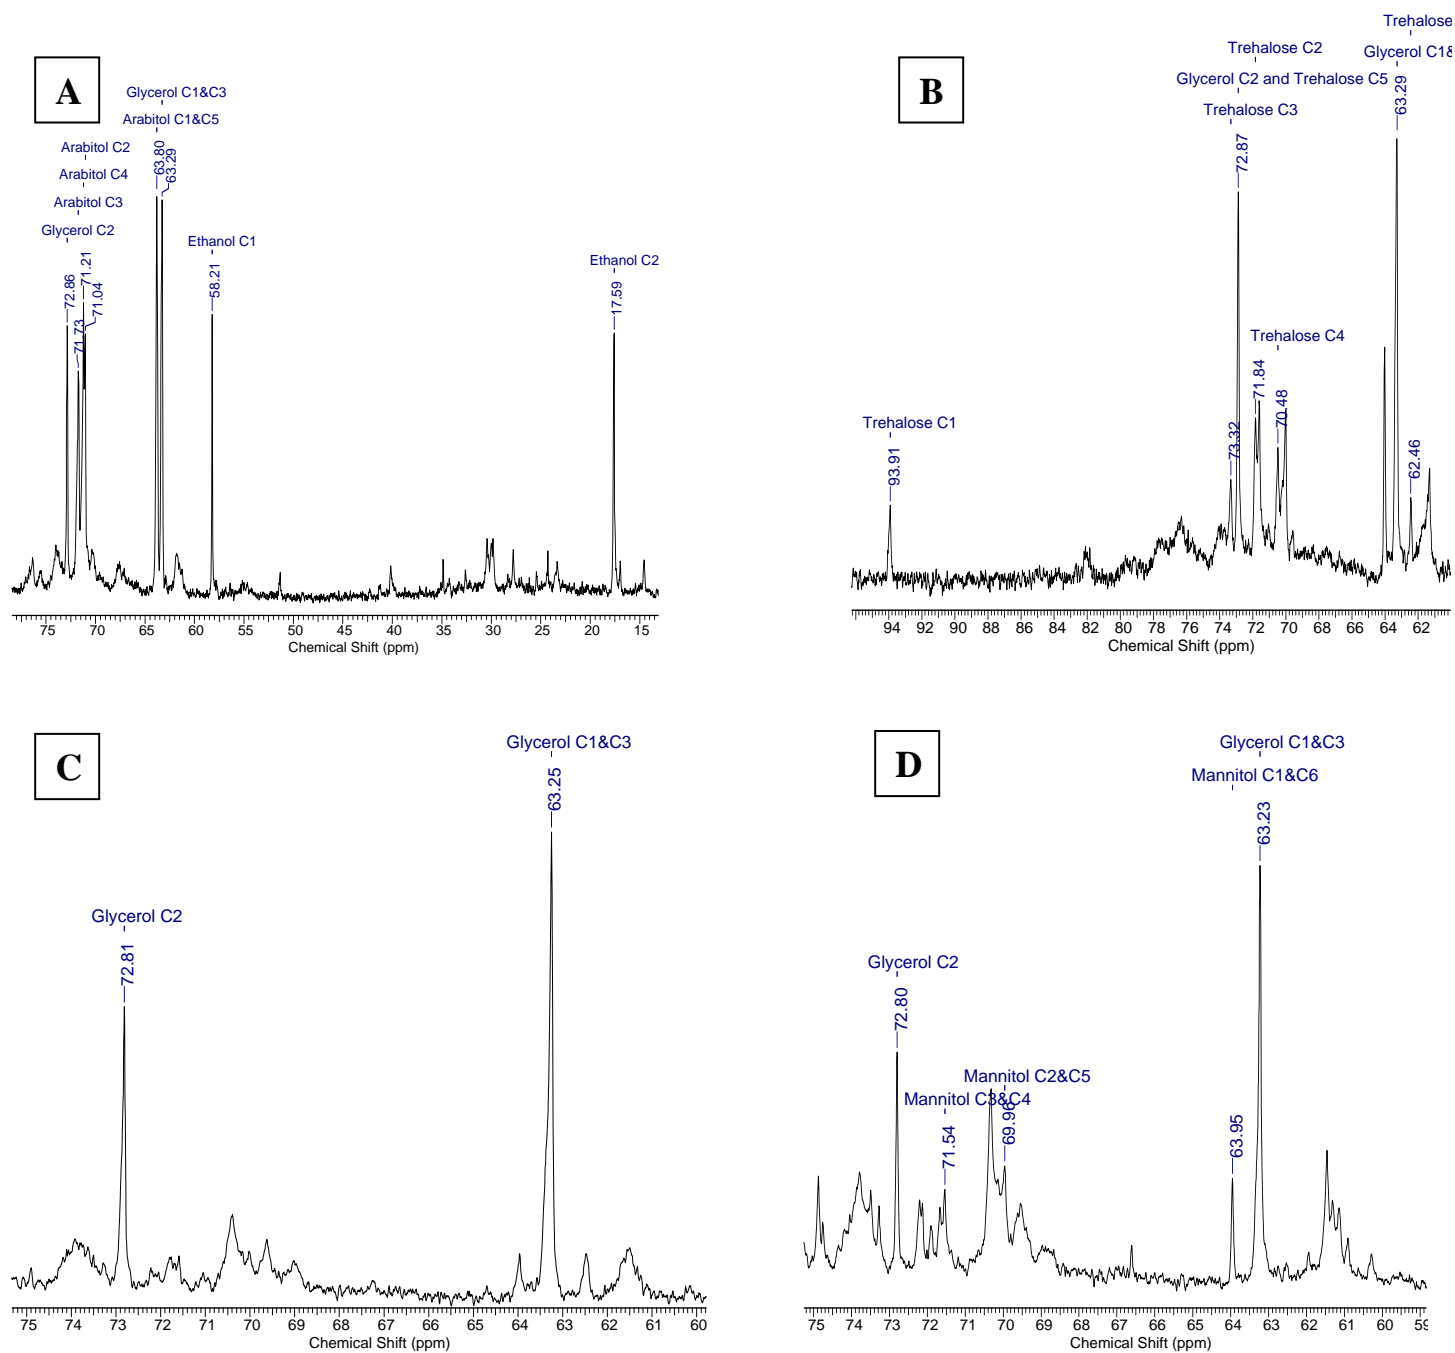 A
Glycerol C1&C3
Arabitol C1&C5
Arabitol C2
Arabitol C4
Arabitol C3
Glycerol C2
Ethanol C1
Ethanol C2
72.86
71.73
71.21
71.04
63.80
63.29
58.21
17.59
75 70 65 60 55 50 45 40 35 30 25 20 15
Chemical Shift (ppm)
B
Trehalose
Trehalose C2
Glycerol C1&
Glycerol C2 and Trehalose C5
Trehalose C3
Trehalose C4
Trehalose C1
93.91
73.32
72.87
71.84
70.48
63.29
62.46
94 92 90 88 86 84 82 80 78 76 74 72 70 68 66 64 62
Chemical Shift (ppm)
C
Glycerol C1&C3
63.25
Glycerol C2
72.81
75 74 73 72 71 70 69 68 67 66 65 64 63 62 61 60
Chemical Shift (ppm)
D
Glycerol C1&C3
Mannitol C1&C6
63.23
Glycerol C2
72.80
Mannitol C2&C5
Mannitol C3&C4
71.54
69.96
63.95
75 74 73 72 71 70 69 68 67 66 65 64 63 62 61 60 59
Chemical Shift (ppm)